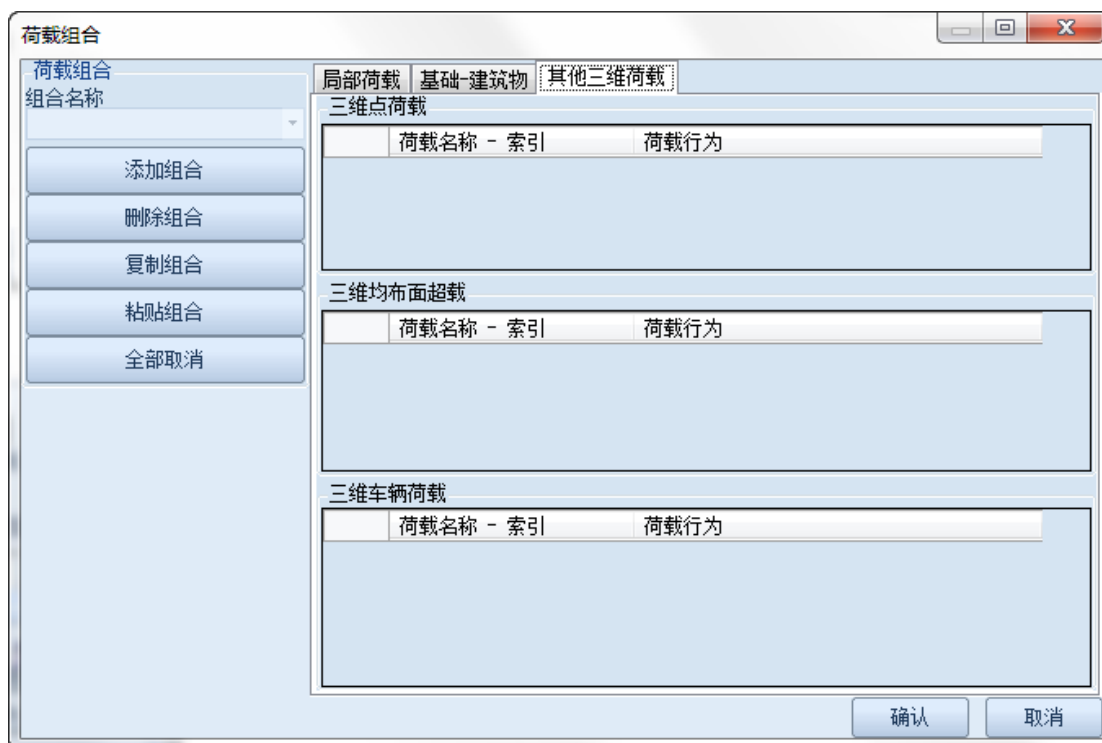 荷载组合
荷载组合
组合名称
添加组合
删除组合
复制组合
粘贴组合
全部取消
局部荷载 基础-建筑物 其他三维荷载
三维点荷载
荷载名称 - 索引 荷载行为
三维均布面超载
荷载名称 - 索引 荷载行为
三维车辆荷载
荷载名称 - 索引 荷载行为
确认 取消